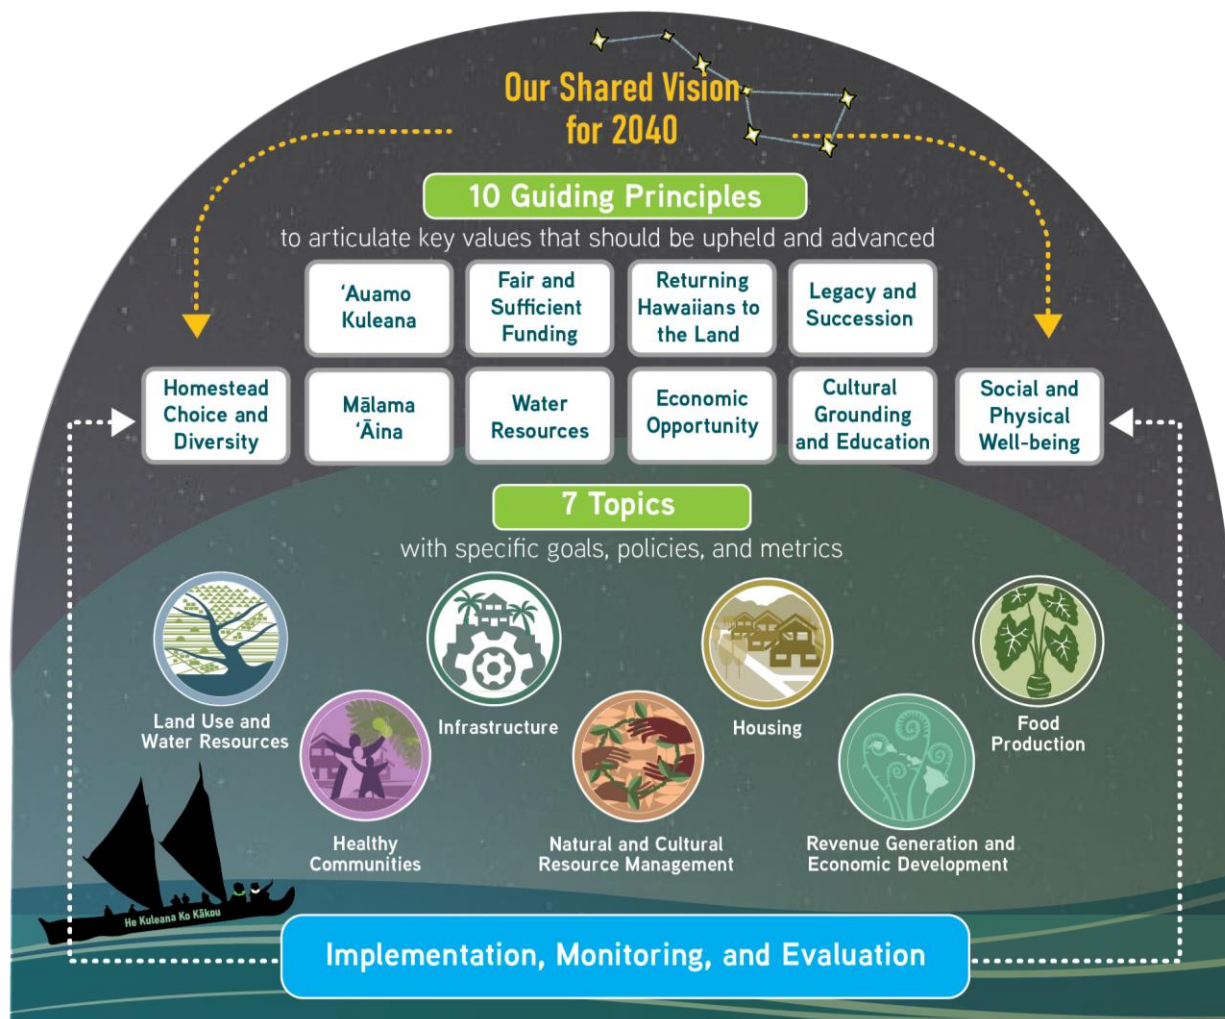 Our Shared Vision
for 2040
10 Guiding Principles
to articulate key values that should be upheld and advanced
ʻAuamo
Kuleana
Fair and
Sufficient
Funding
Returning
Hawaiians to
the Land
Legacy and
Succession
Homestead
Choice and
Diversity
Mālama
ʻĀina
Water
Resources
Economic
Opportunity
Cultural
Grounding
and Education
Social and
Physical
Well-being
7 Topics
with specific goals, policies, and metrics
Land Use and
Water Resources
Infrastructure
Housing
Food
Production
Healthy
Communities
Natural and Cultural
Resource Management
Revenue Generation and
Economic Development
He Kuleana Ko Kākou
Implementation, Monitoring, and Evaluation